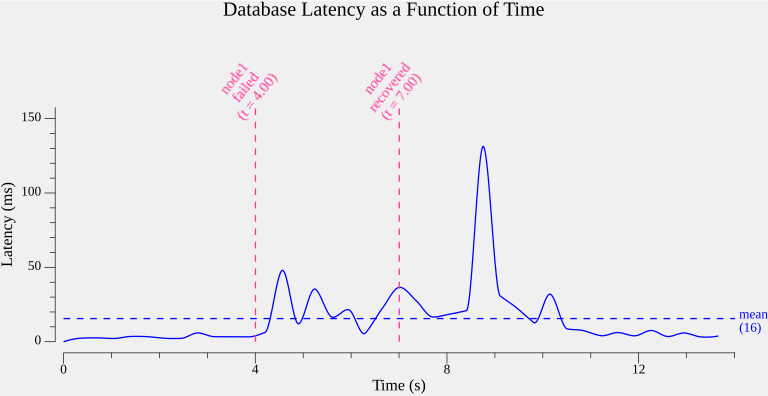 Database Latency as a Function of Time
node1
failed
(t = 4.00)
node1
recovered
(t = 7.00)
150
100
50
0
Latency (ms)
mean
(16)
0
4
8
12
Time (s)